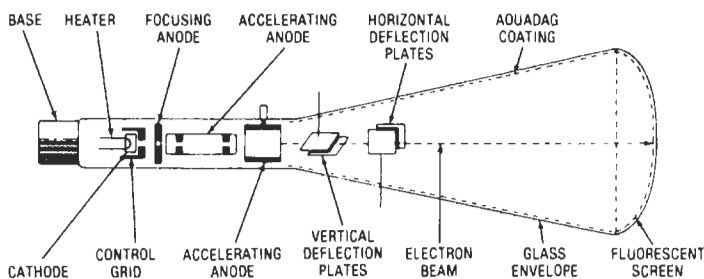 BASE
HEATER
FOCUSING
ANODE
ACCELERATING
ANODE
HORIZONTAL
DEFLECTION
PLATES
AQUADAG
COATING
CATHODE
CONTROL
GRID
ACCELERATING
ANODE
VERTICAL
DEFLECTION
PLATES
ELECTRON
BEAM
GLASS
ENVELOPE
FLUORESCENT
SCREEN